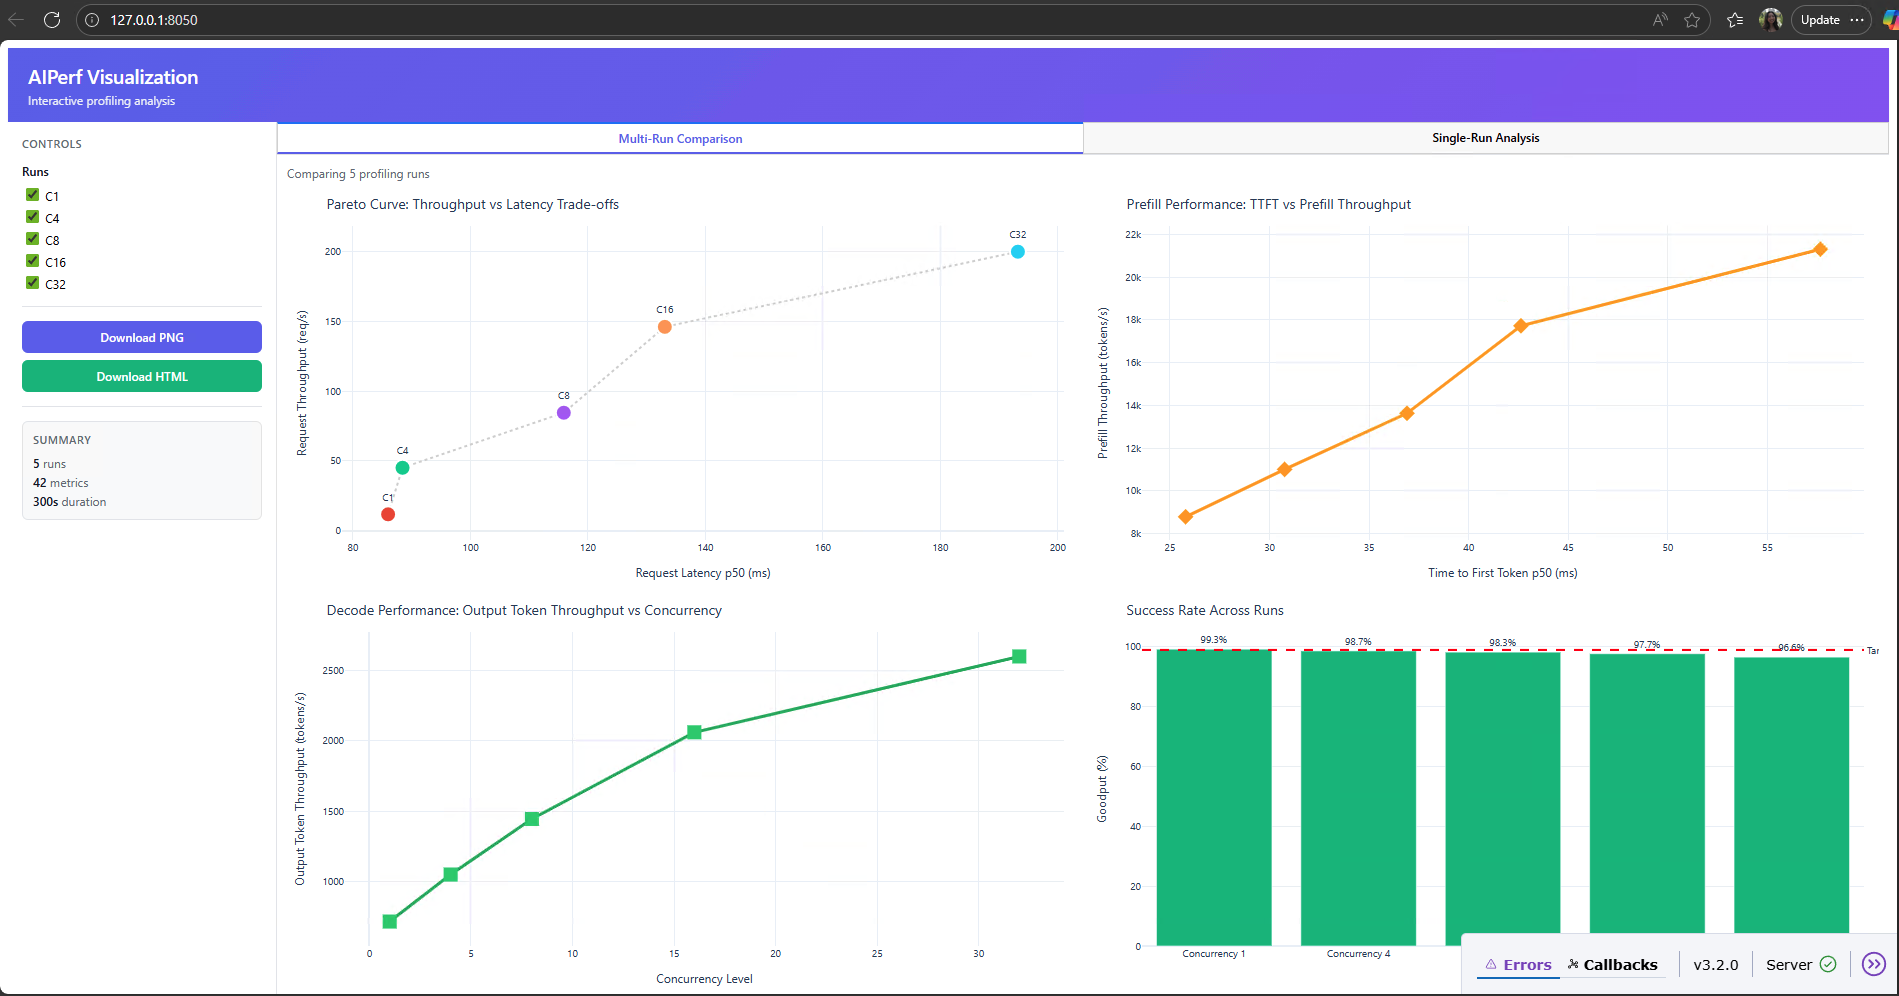 127.0.0.1:8050
Update
AIPerf Visualization
Interactive profiling analysis
CONTROLS
Runs
C1
C4
C8
C16
C32
Download PNG
Download HTML
SUMMARY
5 runs
42 metrics
300s duration
Multi-Run Comparison
Single-Run Analysis
Comparing 5 profiling runs
Pareto Curve: Throughput vs Latency Trade-offs
Request Throughput (req/s)
200
150
100
50
0
C1
C4
C8
C16
C32
80 100 120 140 160 180 200
Request Latency p50 (ms)
Prefill Performance: TTFT vs Prefill Throughput
Prefill Throughput (tokens/s)
22k
20k
18k
16k
14k
12k
10k
8k
25 30 35 40 45 50 55
Time to First Token p50 (ms)
Decode Performance: Output Token Throughput vs Concurrency
Output Token Throughput (tokens/s)
2500
2000
1500
1000
0 5 10 15 20 25 30
Concurrency Level
Success Rate Across Runs
Goodput (%)
100
80
60
40
20
0
99.3% 98.7% 98.3% 97.7% 96.6%
Tar
Concurrency 1 Concurrency 4
Errors Callbacks v3.2.0 Server